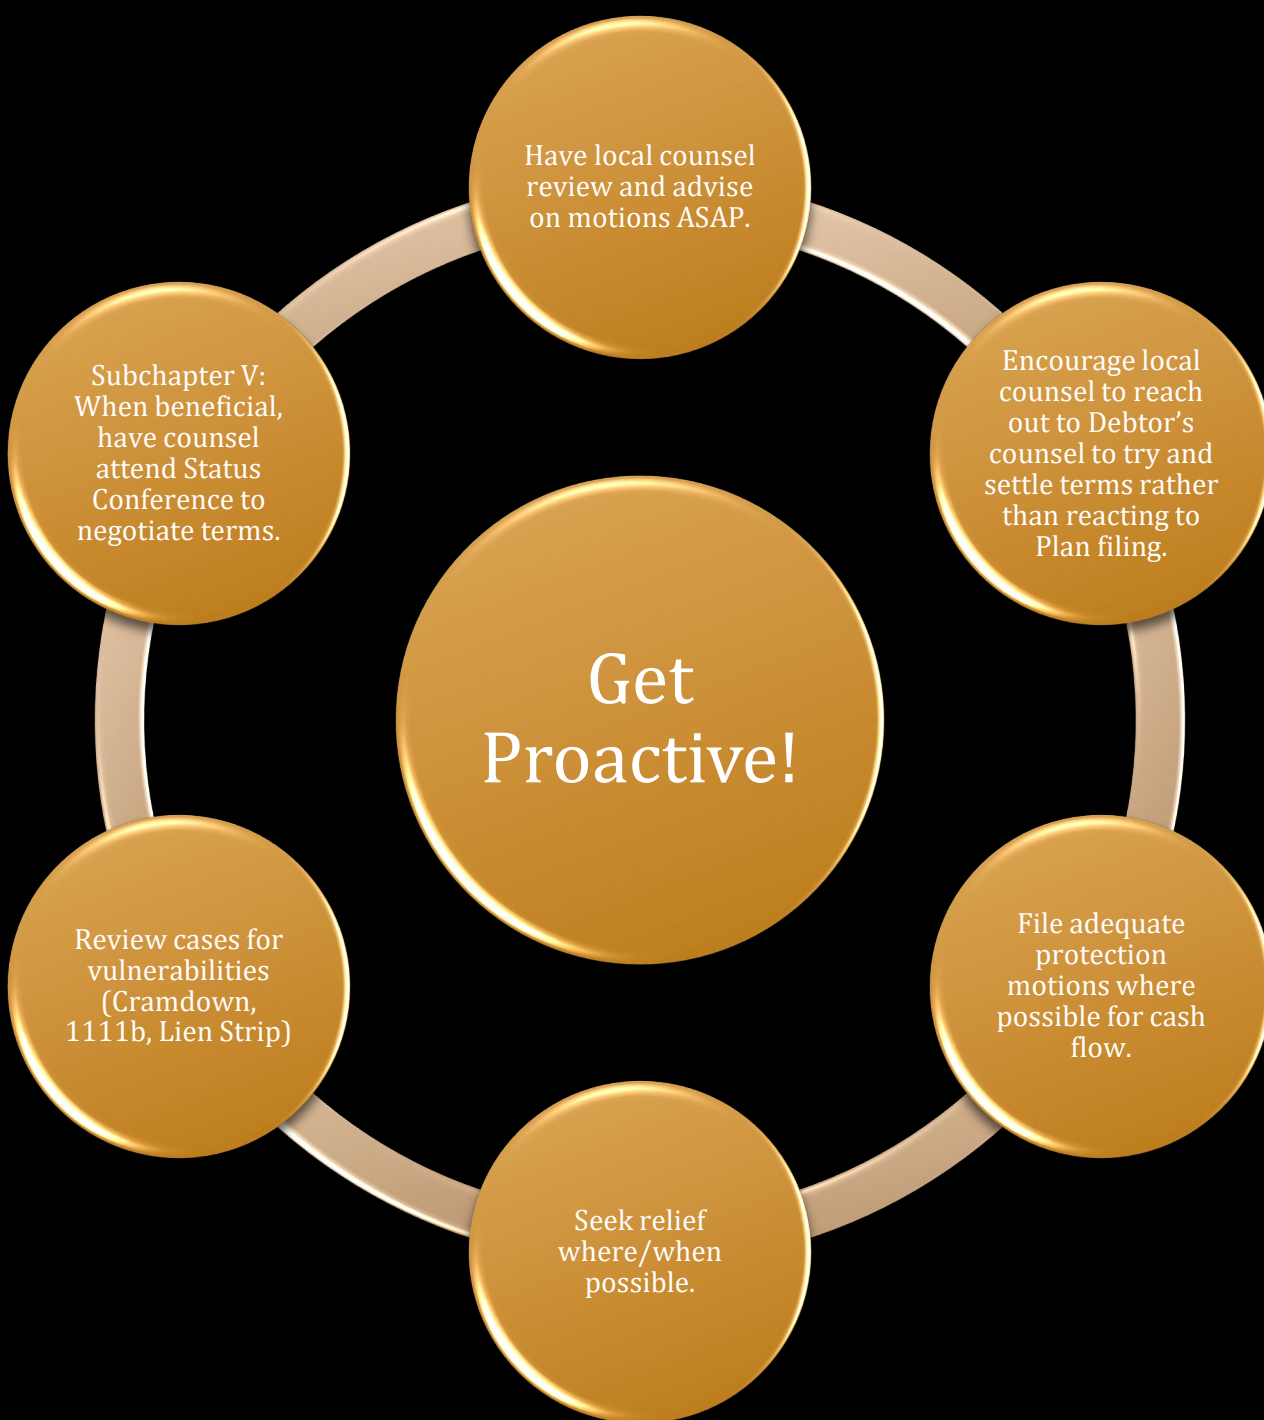 Have local counsel
review and advise
on motions ASAP.
Encourage local
counsel to reach
out to Debtor’s
counsel to try and
settle terms rather
than reacting to
Plan filing.
File adequate
protection
motions where
possible for cash
flow.
Seek relief
where/when
possible.
Review cases for
vulnerabilities
(Cramdown,
1111b, Lien Strip)
Subchapter V:
When beneficial,
have counsel
attend Status
Conference to
negotiate terms.
Get
Proactive!